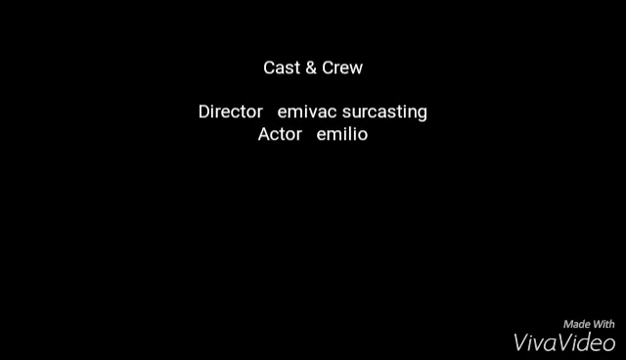 Cast & Crew
Director emivac surcasting
Actor emilio
Made With
VivaVideo